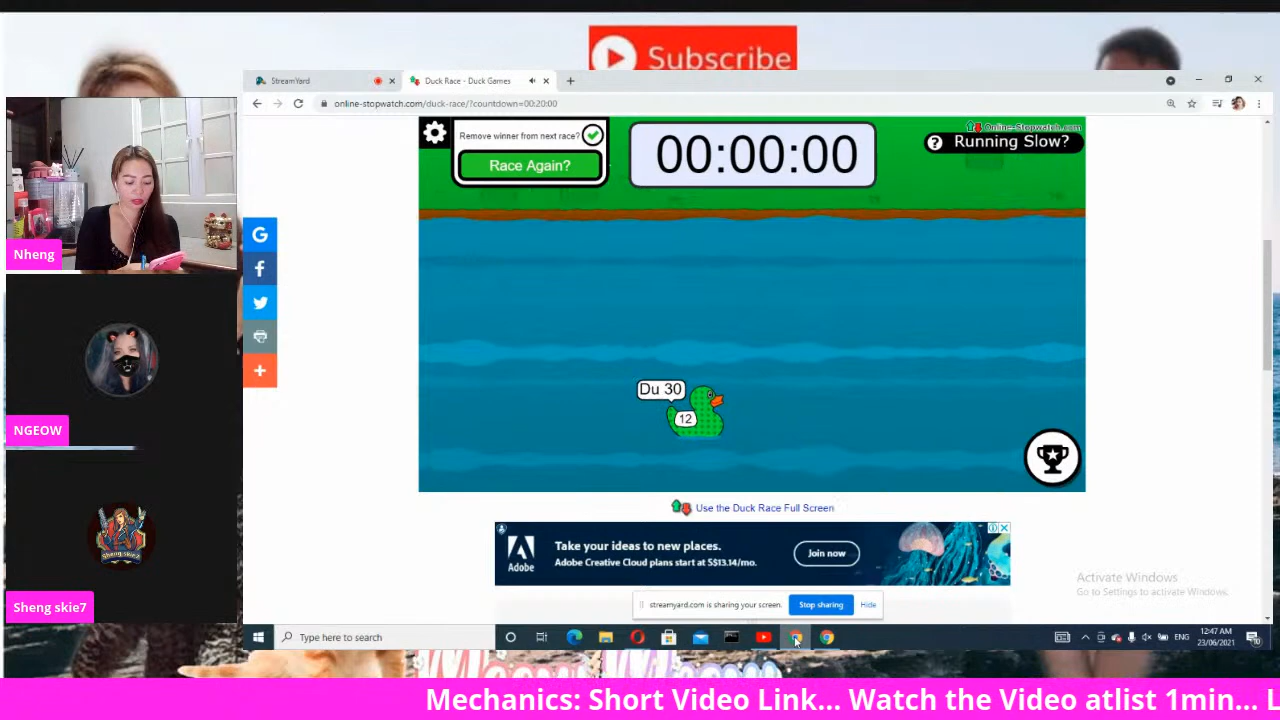 Subscribe
StreamYard
Duck Race - Duck Games
online-stopwatch.com/duck-race/?countdown=00:20:00
Remove winner from next race?
Race Again?
00:00:00
Online-Stopwatch.com
? Running Slow?
Nheng
NGEOW
Sheng skie7
Du 30
12
Use the Duck Race Full Screen
Adobe
Take your ideas to new places.
Adobe Creative Cloud plans start at S$13.14/mo.
Join now
streamyard.com is sharing your screen.
Stop sharing
Hide
Activate Windows
Go to Settings to activate Windows.
Type here to search
ENG
12:47 AM
23/06/2021
Mechanics: Short Video Link... Watch the Video atlist 1min... L